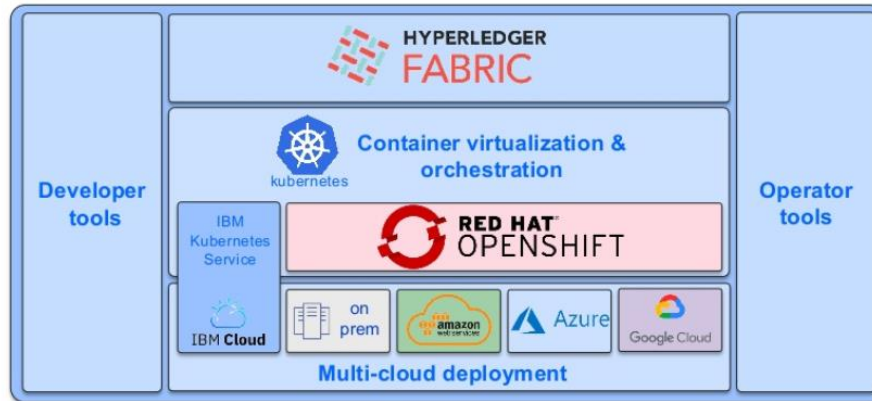 Developer
tools
HYPERLEDGER
FABRIC
kubernetes
Container virtualization &
orchestration
IBM
Kubernetes
Service
IBM Cloud
RED HAT®
OPENSHIFT
on
prem
amazon
web services
Azure
Google Cloud
Multi-cloud deployment
Operator
tools